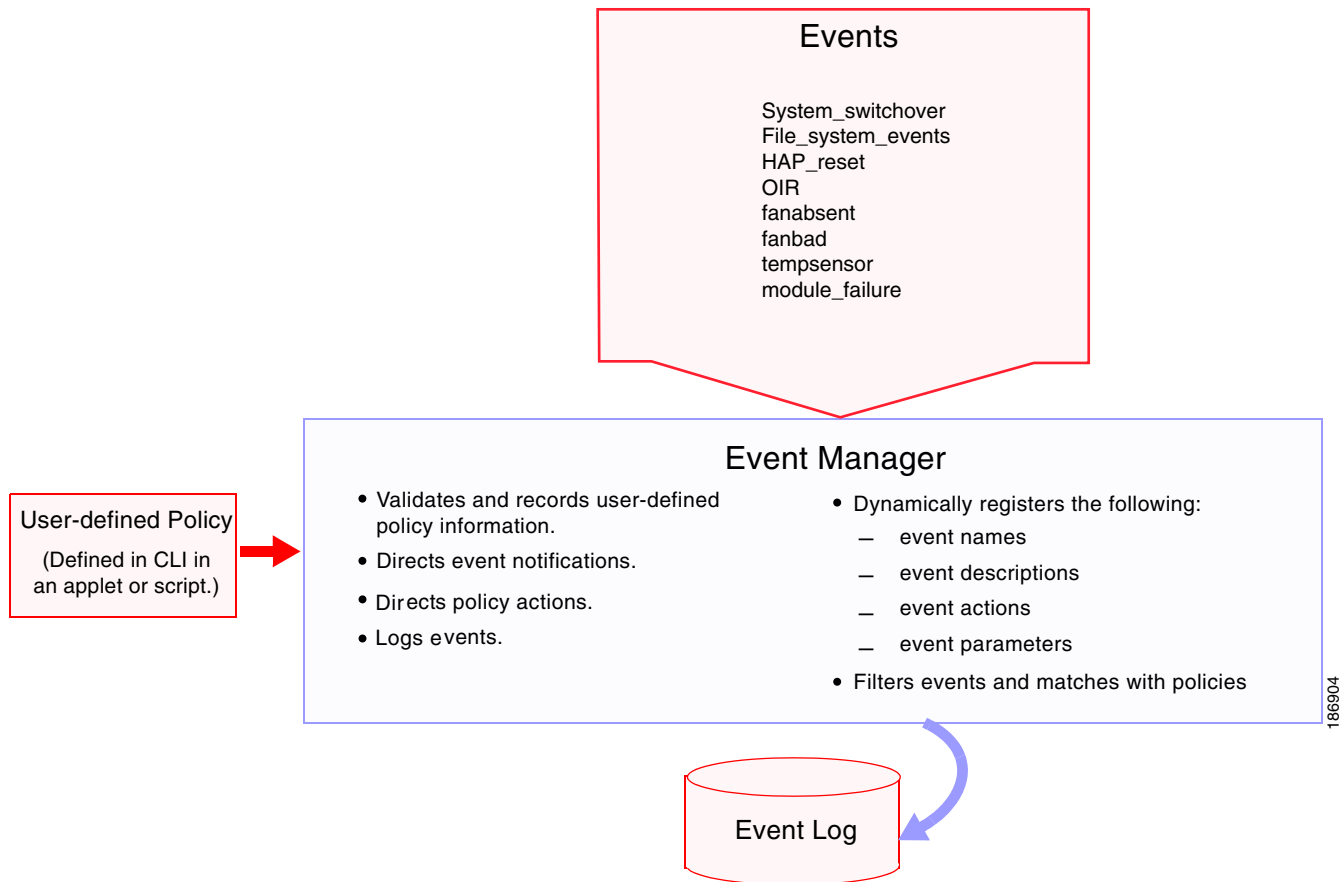 Events
System_switchover
File_system_events
HAP_reset
OIR
fanabsent
fanbad
tempsensor
module_failure
Event Manager
User-defined Policy
(Defined in CLI in
an applet or script.)
• Validates and records user-defined
policy information.
• Directs event notifications.
• Directs policy actions.
• Logs events.
• Dynamically registers the following:
– event names
– event descriptions
– event actions
– event parameters
• Filters events and matches with policies
186904
Event Log